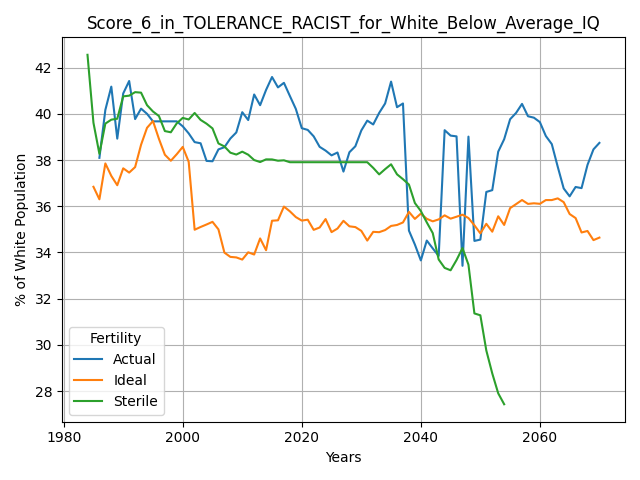 Score_6_in_TOLERANCE_RACIST_for_White_Below_Average_IQ
% of White Population
42
40
38
36
34
32
30
28
Fertility
Actual
Ideal
Sterile
1980
2000
2020
2040
2060
Years